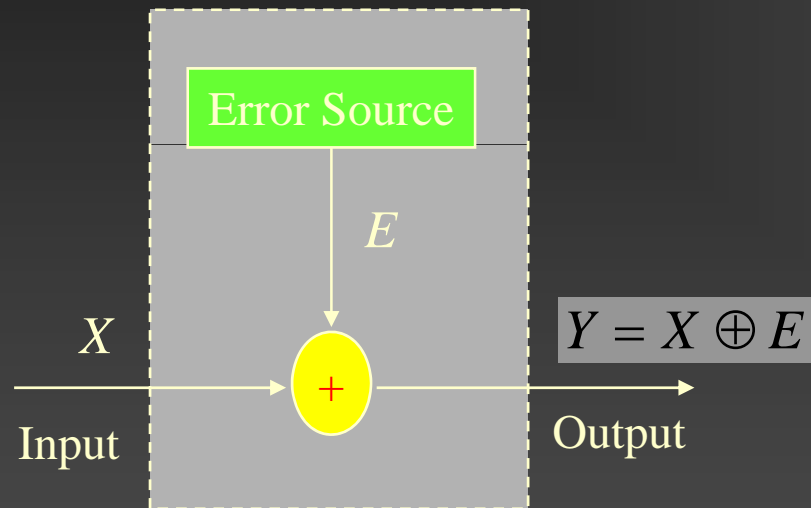 Error Source
E
X
Y = X ⊕ E
+
Input
Output